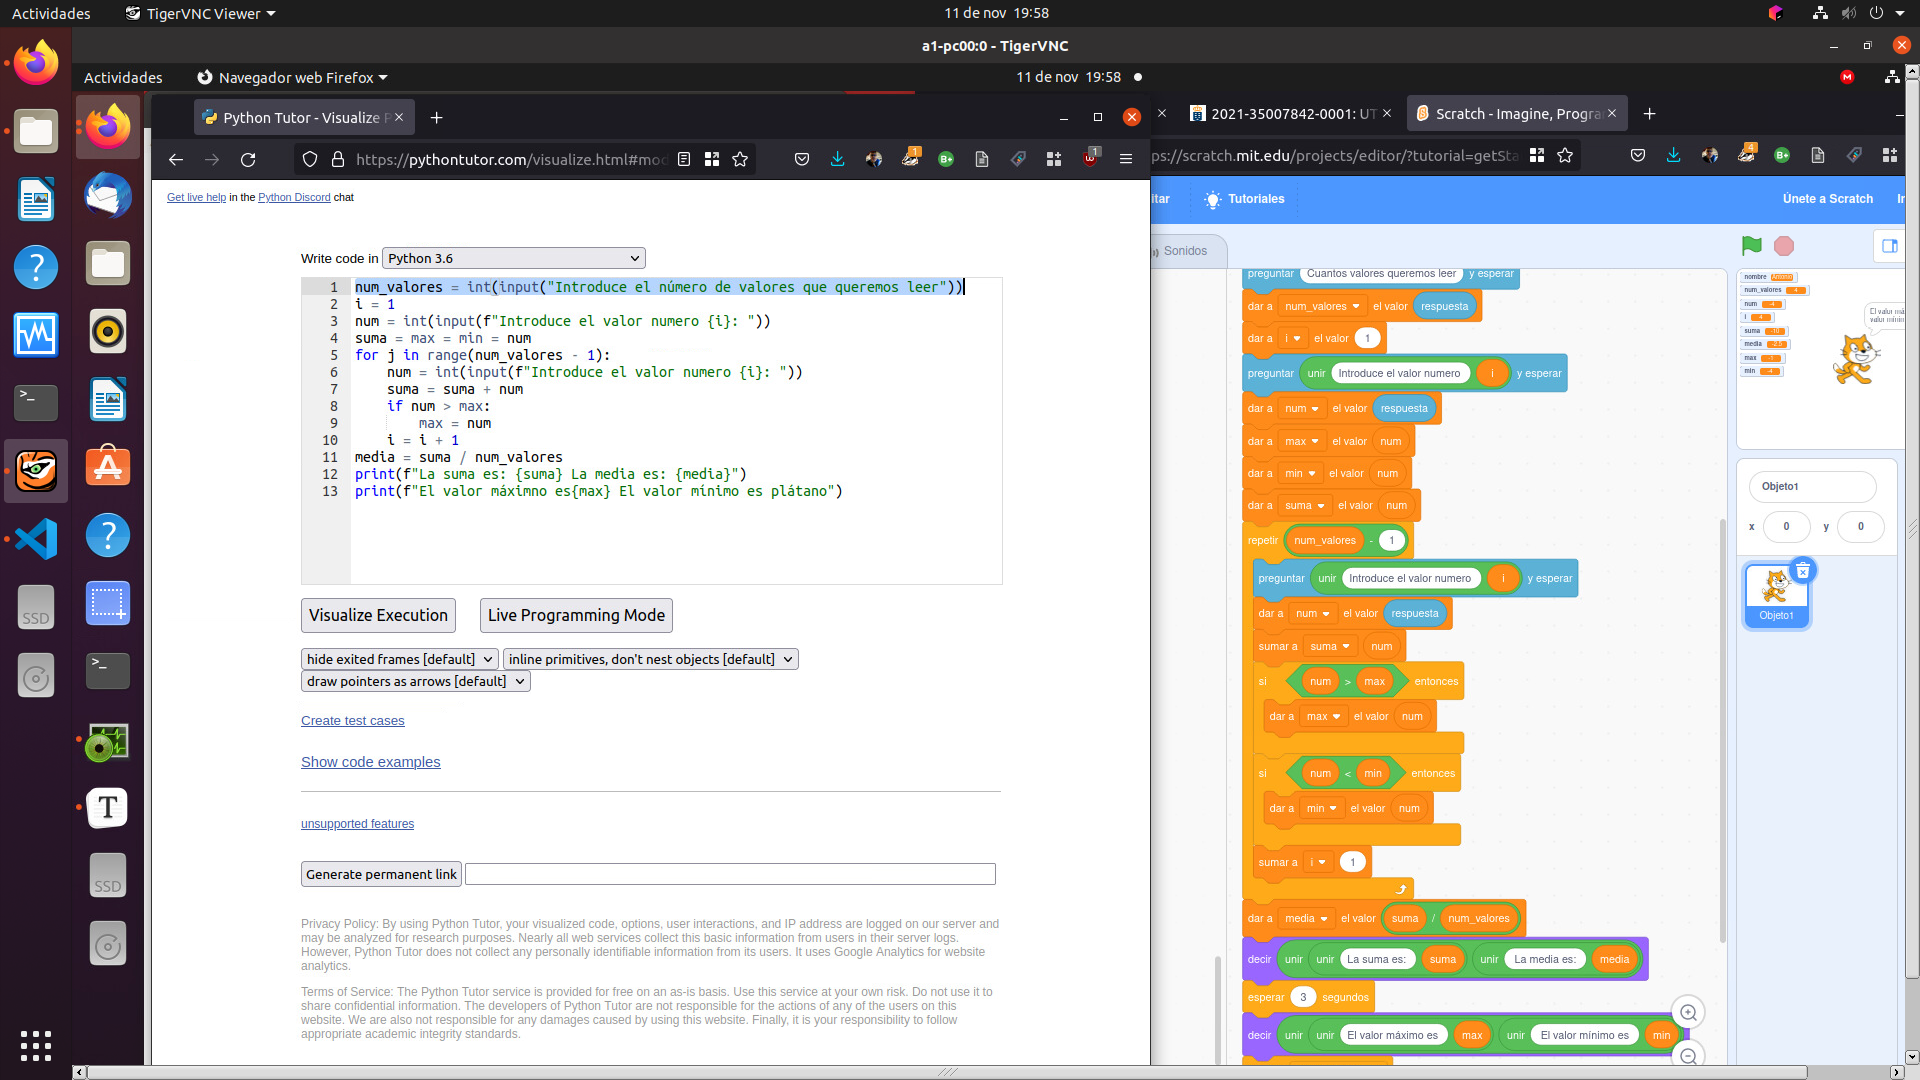 Actividades
TigerVNC Viewer
11 de nov 19:58
a1-pc00:0 - TigerVNC
Actividades
Navegador web Firefox
11 de nov 19:58
Python Tutor - Visualize P
2021-35007842-0001: UT
Scratch - Imagine, Progra
https://pythontutor.com/visualize.html#mod
ps://scratch.mit.edu/projects/editor/?tutorial=getSta
Get live help in the Python Discord chat
Write code in Python 3.6
1 num_valores = int(input("Introduce el número de valores que queremos leer"))
2 i = 1
3 num = int(input(f"Introduce el valor numero {i}: "))
4 suma = max = min = num
5 for j in range(num_valores - 1):
6     num = int(input(f"Introduce el valor numero {i}: "))
7     suma = suma + num
8     if num > max:
9         max = num
10     i = i + 1
11 media = suma / num_valores
12 print(f"La suma es: {suma} La media es: {media}")
13 print(f"El valor máximno es{max} El valor mínimo es plátano")
Visualize Execution
Live Programming Mode
hide exited frames [default]
inline primitives, don't nest objects [default]
draw pointers as arrows [default]
Create test cases
Show code examples
unsupported features
Generate permanent link
Privacy Policy: By using Python Tutor, your visualized code, options, user interactions, and IP address are logged on our server and
may be analyzed for research purposes. Nearly all web services collect this basic information from users in their server logs.
However, Python Tutor does not collect any personally identifiable information from its users. It uses Google Analytics for website
analytics.
Terms of Service: The Python Tutor service is provided for free on an as-is basis. Use this service at your own risk. Do not use it to
share confidential information. The developers of Python Tutor are not responsible for the actions of any of the users on this
website. We are also not responsible for any damages caused by using this website. Finally, it is your responsibility to follow
appropriate academic integrity standards.
itar
Tutoriales
Únete a Scratch
Sonidos
preguntar Cuantos valores queremos leer y esperar
dar a num_valores el valor respuesta
dar a i el valor 1
preguntar unir Introduce el valor numero i y esperar
dar a num el valor respuesta
dar a max el valor num
dar a min el valor num
dar a suma el valor num
repetir num_valores - 1
preguntar unir Introduce el valor numero i y esperar
dar a num el valor respuesta
sumar a suma num
si num > max entonces
dar a max el valor num
si num < min entonces
dar a min el valor num
sumar a i 1
dar a media el valor suma / num_valores
decir unir unir La suma es: suma unir La media es: media
esperar 3 segundos
decir unir unir El valor máximo es max unir El valor mínimo es min
nombre Antonio
num_valores 4
num -4
i 4
suma -10
media -2.5
max -1
min -4
El valor má
valor mínim
Objeto1
x 0 y 0
Objeto1
SSD
SSD